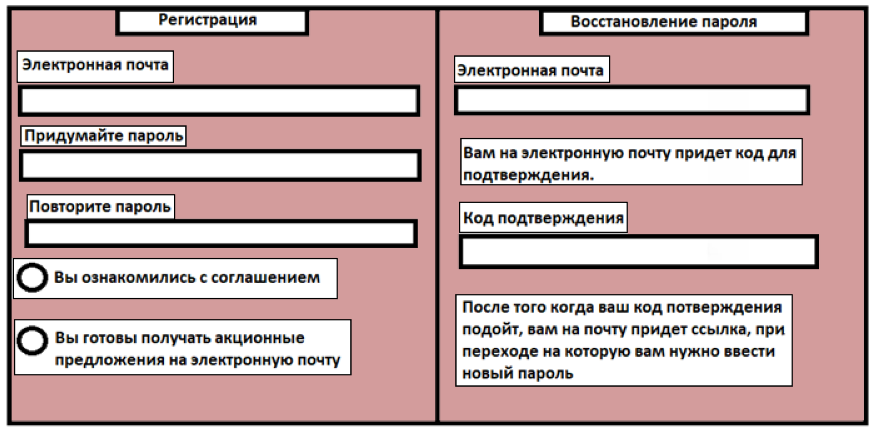 Регистрация
Электронная почта
Придумайте пароль
Повторите пароль
Вы ознакомились с соглашением
Вы готовы получать акционные
предложения на электронную почту
Восстановление пароля
Электронная почта
Вам на электронную почту придет код для
подтверждения.
Код подтверждения
После того когда ваш код потверждения
подойт, вам на почту придет ссылка, при
переходе на которую вам нужно ввести
новый пароль